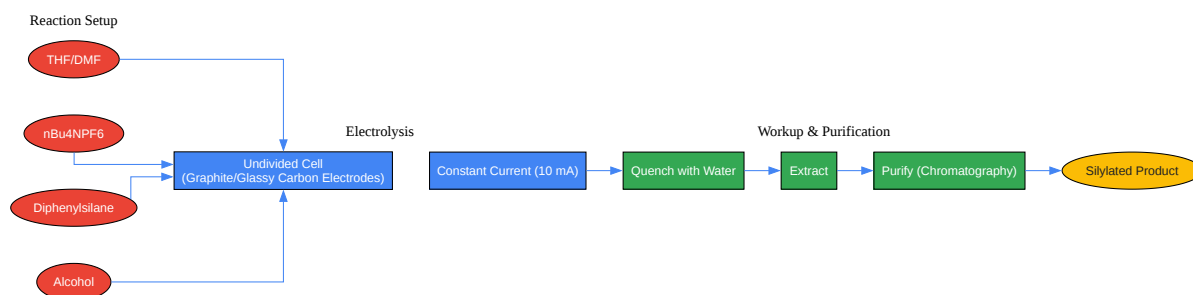 Reaction Setup
THF/DMF
nBu4NPF6
Diphenylsilane
Alcohol
Undivided Cell
(Graphite/Glassy Carbon Electrodes)
Electrolysis
Constant Current (10 mA)
Workup & Purification
Quench with Water
Extract
Purify (Chromatography)
Silylated Product